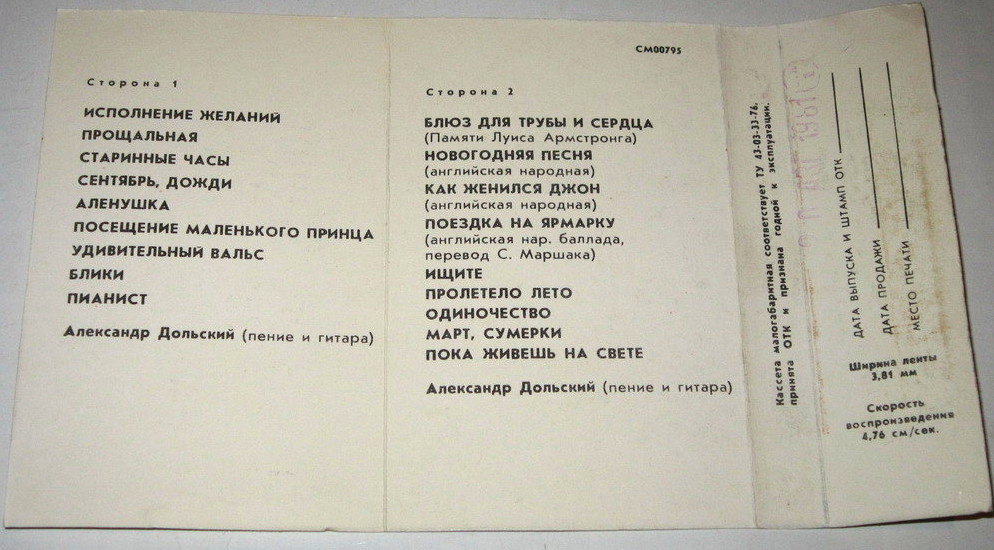 Сторона 1
ИСПОЛНЕНИЕ ЖЕЛАНИЙ
ПРОЩАЛЬНАЯ
СТАРИННЫЕ ЧАСЫ
СЕНТЯБРЬ, ДОЖДИ
АЛЕНУШКА
ПОСЕЩЕНИЕ МАЛЕНЬКОГО ПРИНЦА
УДИВИТЕЛЬНЫЙ ВАЛЬС
БЛИКИ
ПИАНИСТ
Александр Дольский (пение и гитара)
СМ00795
Сторона 2
БЛЮЗ ДЛЯ ТРУБЫ И СЕРДЦА
(Памяти Луиса Армстронга)
НОВОГОДНЯЯ ПЕСНЯ
(английская народная)
КАК ЖЕНИЛСЯ ДЖОН
(английская народная)
ПОЕЗДКА НА ЯРМАРКУ
(английская нар. баллада,
перевод С. Маршака)
ИЩИТЕ
ПРОЛЕТЕЛО ЛЕТО
ОДИНОЧЕСТВО
МАРТ, СУМЕРКИ
ПОКА ЖИВЕШЬ НА СВЕТЕ
Александр Дольский (пение и гитара)
Кассета малогабаритная соответствует ТУ 43-03-33-76,
принята ОТК и признана годной к эксплуатации.
1981
ДАТА ВЫПУСКА И ШТАМП ОТК
ДАТА ПРОДАЖИ
МЕСТО ПЕЧАТИ
Ширина ленты
3,81 мм
Скорость
воспроизведения
4,76 см/сек.